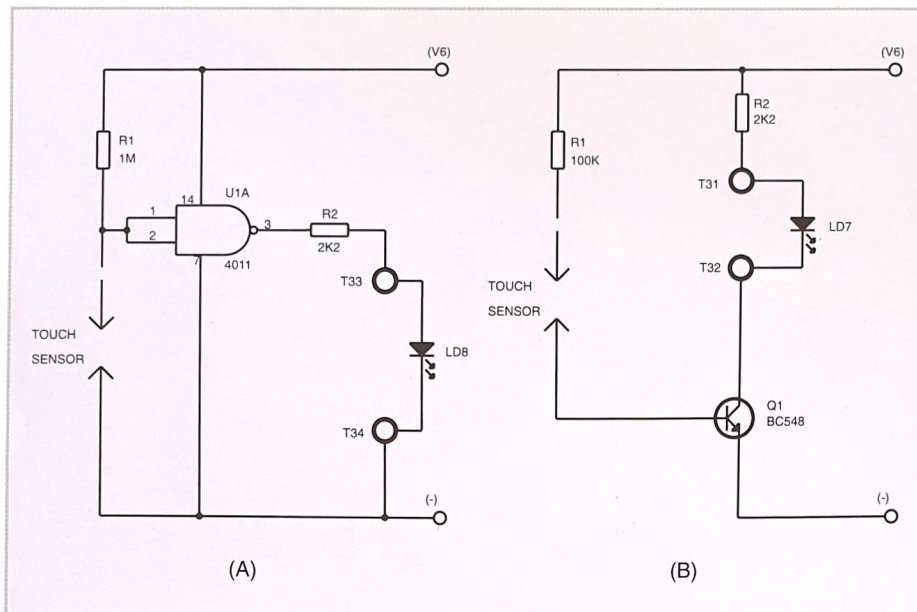 (V6)
R1
1M
U1A
14
1
2
3
7
4011
R2
2K2
T33
TOUCH
SENSOR
LD8
T34
(-)
(A)
(V6)
R2
2K2
R1
100K
T31
LD7
T32
TOUCH
SENSOR
Q1
BC548
(-)
(B)